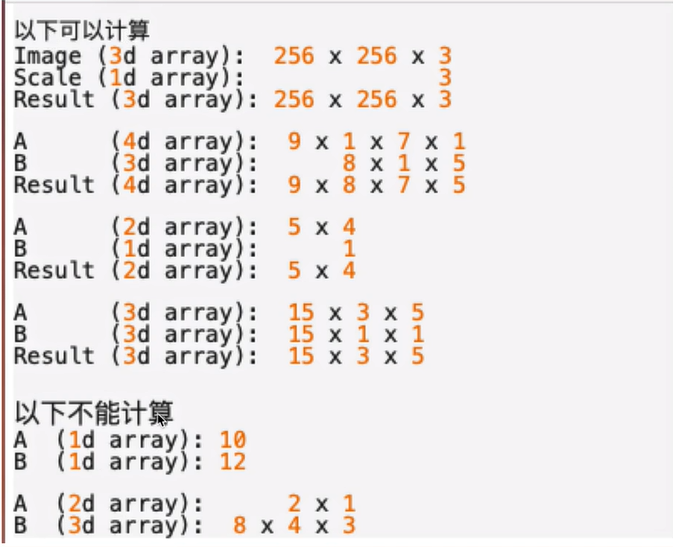 以下可以计算
Image (3d array):  256 x 256 x 3
Scale (1d array):              3
Result (3d array): 256 x 256 x 3
A      (4d array):  9 x 1 x 7 x 1
B      (3d array):      8 x 1 x 5
Result (4d array):  9 x 8 x 7 x 5
A      (2d array):  5 x 4
B      (1d array):      1
Result (2d array):  5 x 4
A      (3d array):  15 x 3 x 5
B      (3d array):  15 x 1 x 1
Result (3d array):  15 x 3 x 5
以下不能计算
A  (1d array): 10
B  (1d array): 12
A  (2d array):      2 x 1
B  (3d array):  8 x 4 x 3